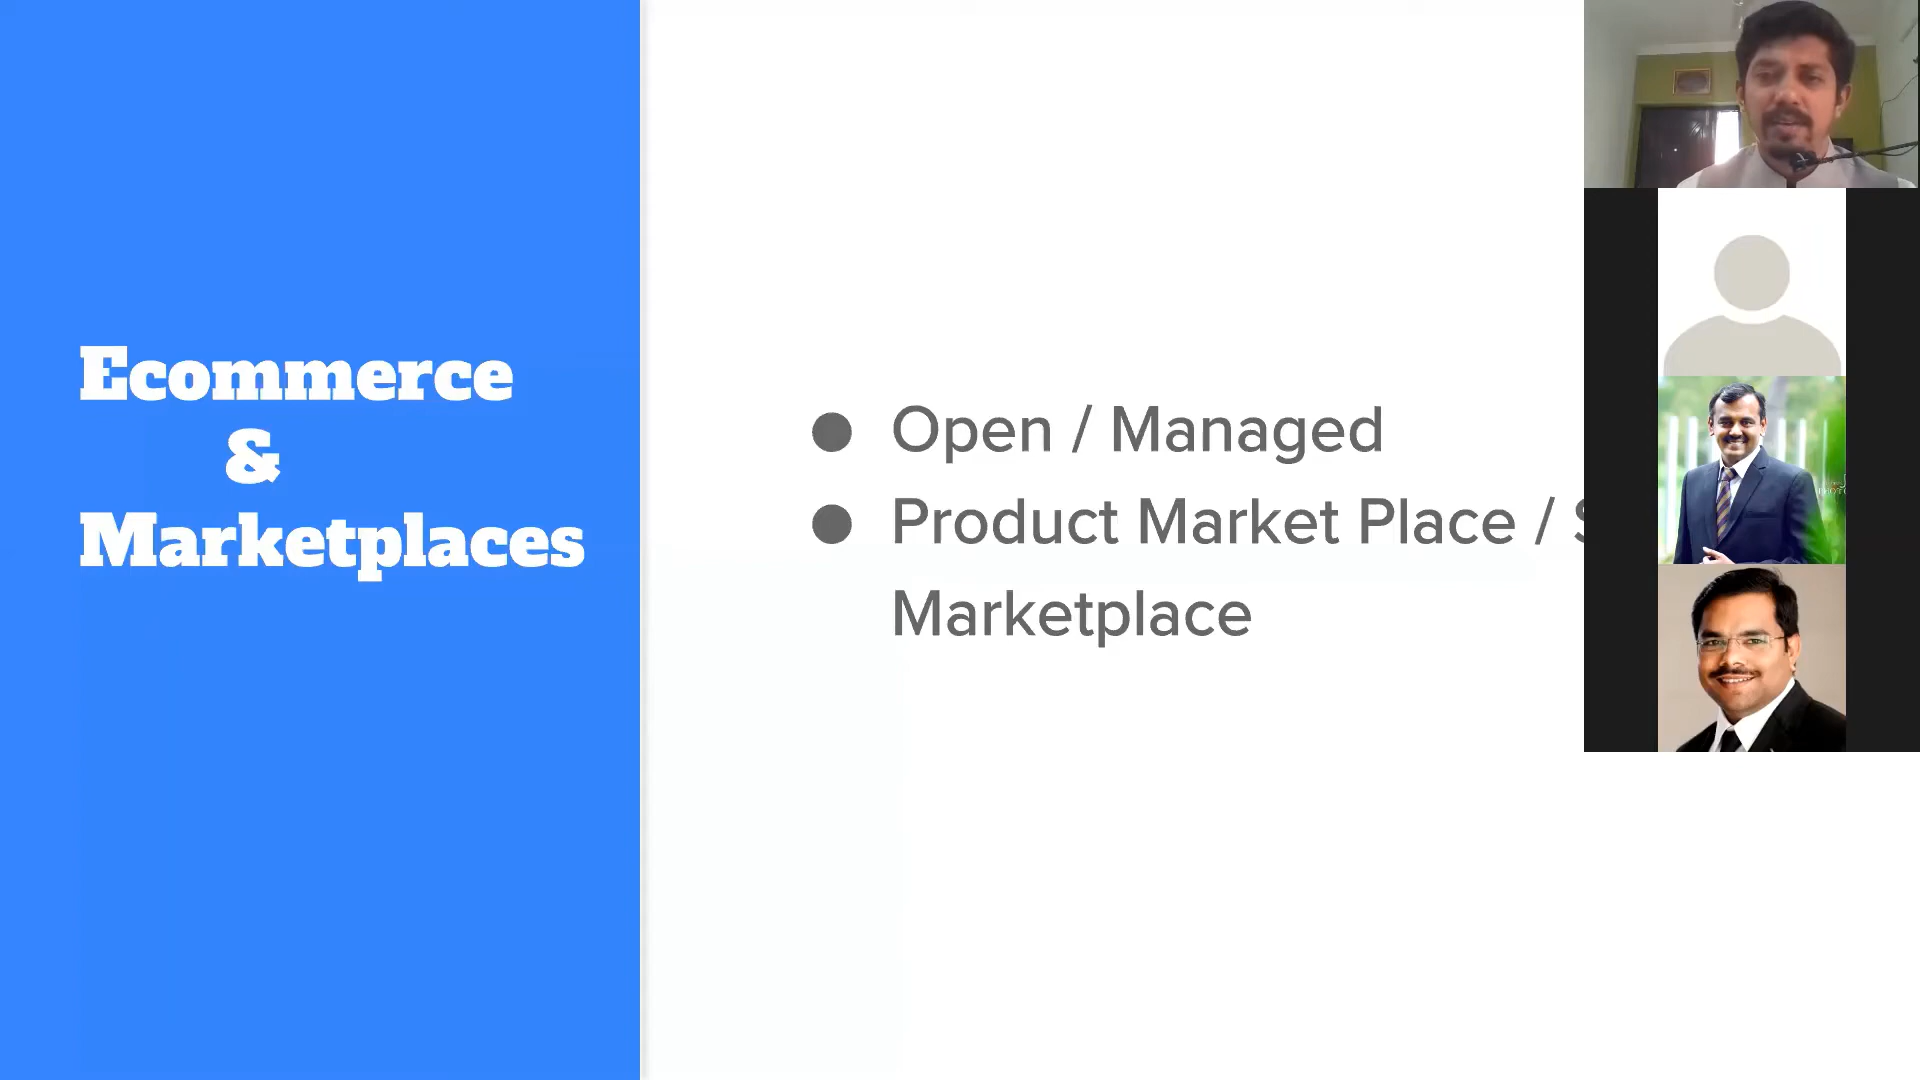 Ecommerce
&
Marketplaces
● Open / Managed
● Product Market Place /
Marketplace